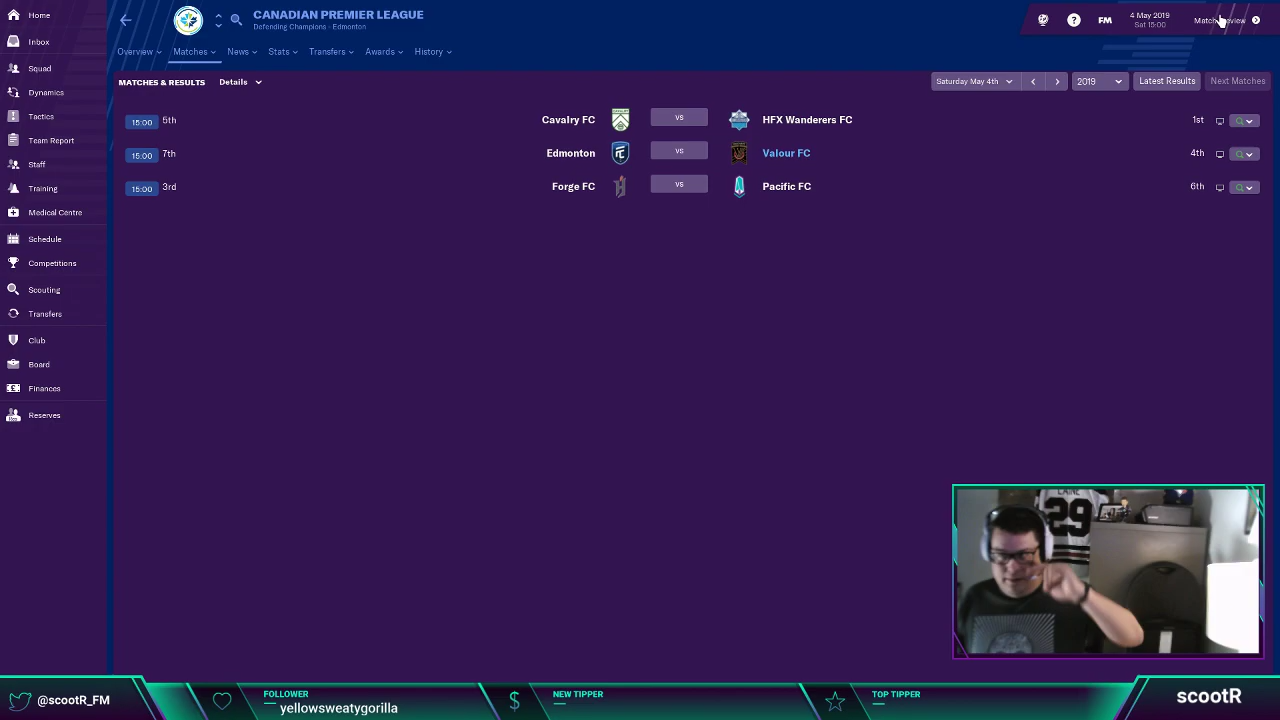 CANADIAN PREMIER LEAGUE
Defending Champions - Edmonton
FM
4 May 2019
Sat 15:00
Home
Inbox
Squad
Dynamics
Tactics
Team Report
Staff
Training
Medical Centre
Schedule
Competitions
Scouting
Transfers
Club
Board
Finances
Reserves
Overview Matches News Stats Transfers Awards History
MATCHES & RESULTS Details Saturday May 4th 2019 Latest Results Next Matches
15:00 5th Cavalry FC vs HFX Wanderers FC 1st
15:00 7th Edmonton vs Valour FC 4th
15:00 3rd Forge FC vs Pacific FC 6th
LAINE
29
@scootR_FM
FOLLOWER
yellowsweatygorilla
NEW TIPPER
TOP TIPPER
scootR